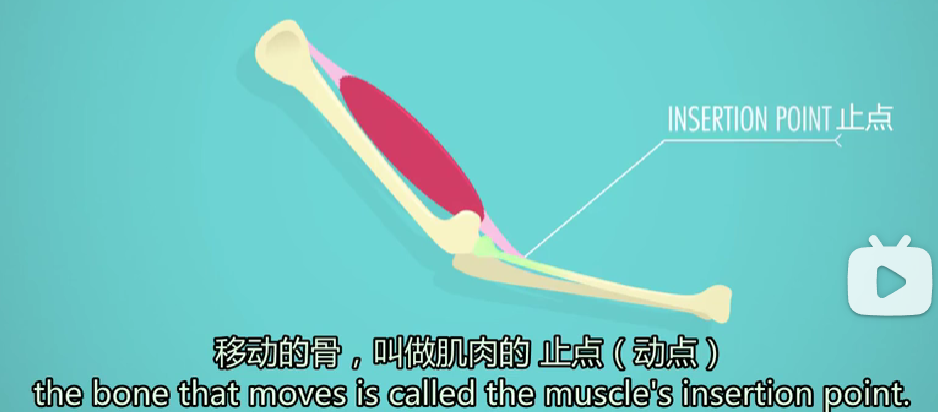 INSERTION POINT 止点
移动的骨，叫做肌肉的 止点（动点）
the bone that moves is called the muscle's insertion point.